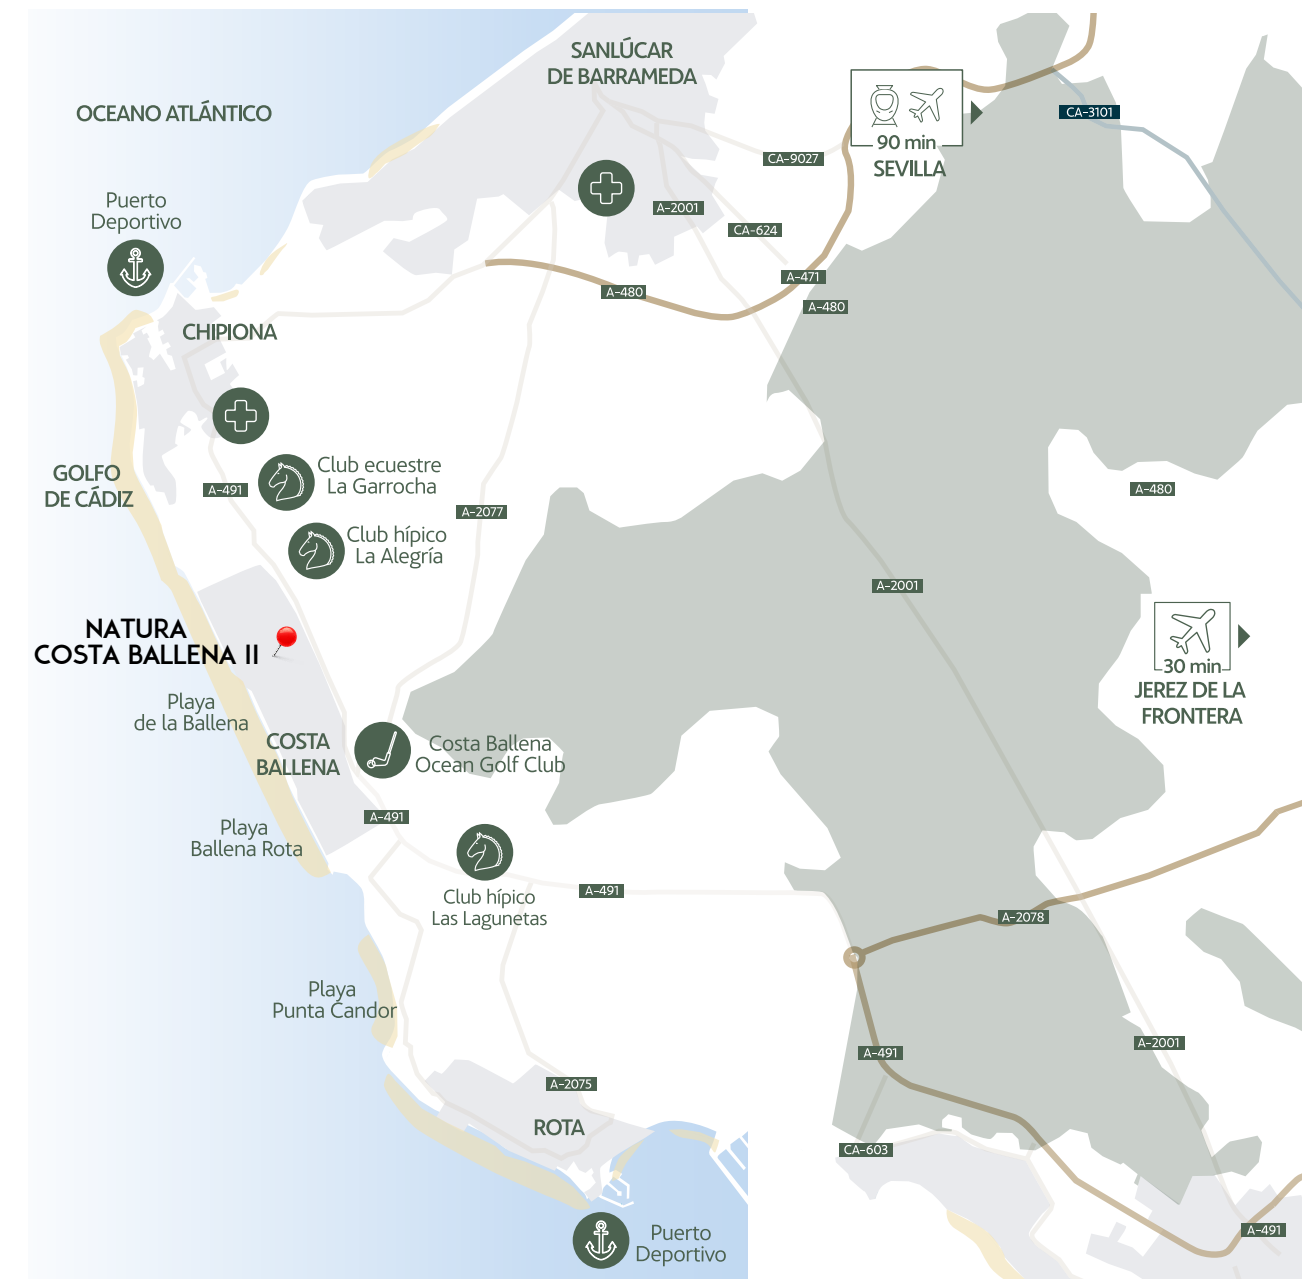 SANLÚCAR
DE BARRAMEDA
OCEANO ATLÁNTICO
CA-3101
90 min
SEVILLA
CA-9027
Puerto
Deportivo
A-2001
CA-624
A-471
A-480
A-480
CHIPIONA
GOLFO
DE CÁDIZ
A-491
Club ecuestre
La Garrocha
A-480
A-2077
Club hípico
La Alegría
A-2001
NATURA
COSTA BALLENA II
30 min
JEREZ DE LA
FRONTERA
Playa
de la Ballena
COSTA
BALLENA
Costa Ballena
Ocean Golf Club
A-491
Playa
Ballena Rota
Club hípico
Las Lagunetas
A-491
A-2078
Playa
Punta Candor
A-491
A-2001
A-2075
ROTA
CA-603
Puerto
Deportivo
A-491